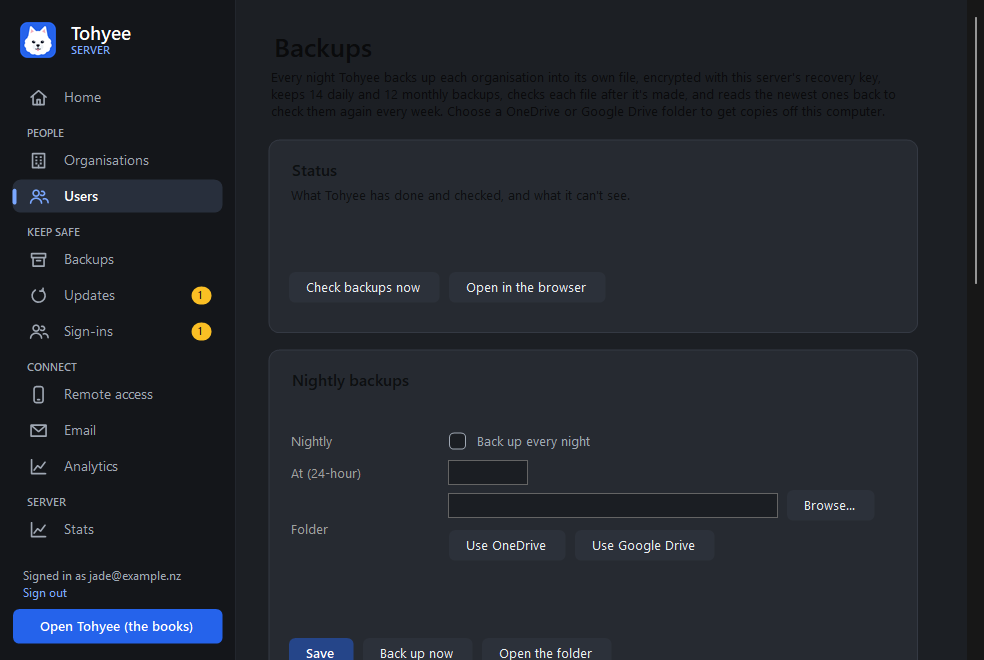 Tohyee
SERVER
Home
PEOPLE
Organisations
Users
KEEP SAFE
Backups
Updates 1
Sign-ins 1
CONNECT
Remote access
Email
Analytics
SERVER
Stats
Signed in as jade@example.nz
Sign out
Open Tohyee (the books)
Backups
Every night Tohyee backs up each organisation into its own file, encrypted with this server's recovery key,
keeps 14 daily and 12 monthly backups, checks each file after it's made, and reads the newest ones back to
check them again every week. Choose a OneDrive or Google Drive folder to get copies off this computer.
Status
What Tohyee has done and checked, and what it can't see.
Check backups now Open in the browser
Nightly backups
Nightly Back up every night
At (24-hour)
Browse...
Folder
Use OneDrive Use Google Drive
Save Back up now Open the folder